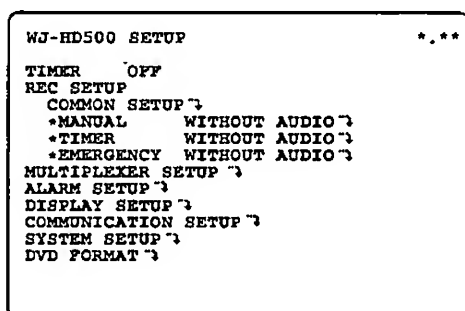 WJ-HD500 SETUP *.**
TIMER OFF
REC SETUP
COMMON SETUP
*MANUAL WITHOUT AUDIO
*TIMER WITHOUT AUDIO
*EMERGENCY WITHOUT AUDIO
MULTIPLEXER SETUP
ALARM SETUP
DISPLAY SETUP
COMMUNICATION SETUP
SYSTEM SETUP
DVD FORMAT